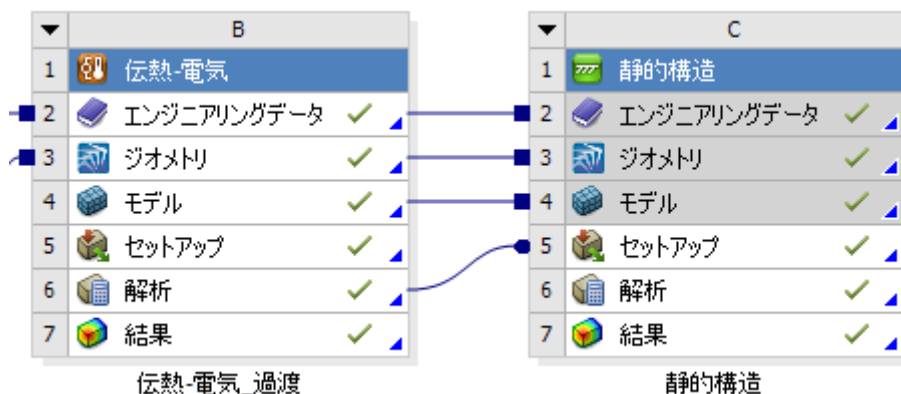 B
1 伝熱-電気
2 エンジニアリングデータ
3 ジオメトリ
4 モデル
5 セットアップ
6 解析
7 結果
伝熱-電気_過渡
C
1 静的構造
2 エンジニアリングデータ
3 ジオメトリ
4 モデル
5 セットアップ
6 解析
7 結果
静的構造